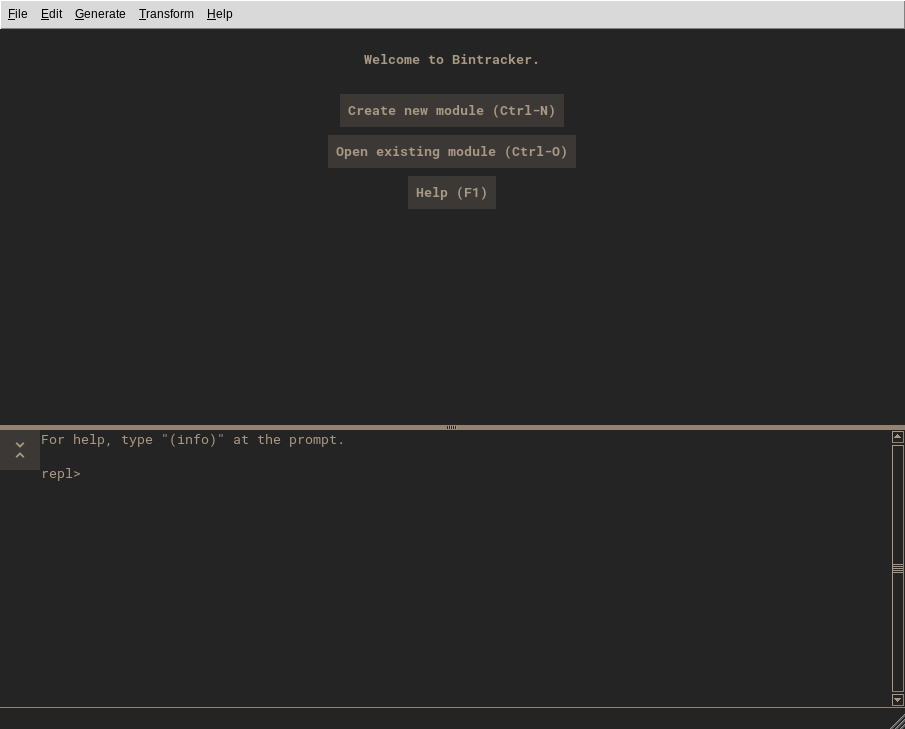 File Edit Generate Transform Help
Welcome to Bintracker.
Create new module (Ctrl-N)
Open existing module (Ctrl-O)
Help (F1)
For help, type "(info)" at the prompt.
repl>